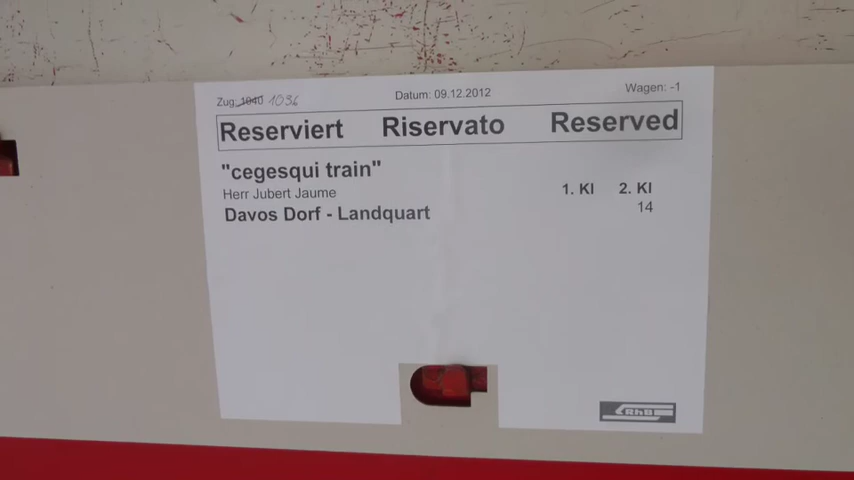 Zug: 1040 1036 Datum: 09.12.2012 Wagen: -1
Reserviert Riservato Reserved
"cegesqui train"
Herr Jubert Jaume 1. Kl 2. Kl
Davos Dorf - Landquart 14
RhB